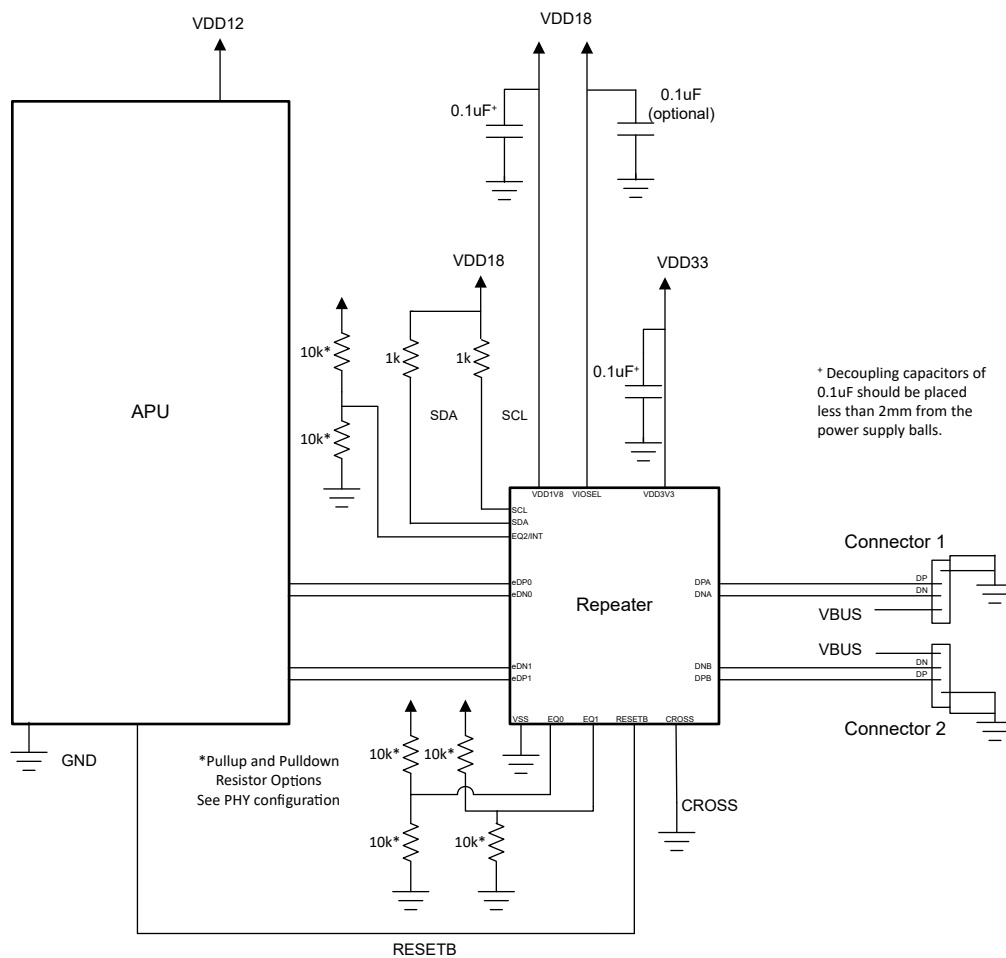 VDD12
VDD18
0.1uF⁺
0.1uF
(optional)
VDD18
VDD33
10k*
1k
1k
0.1uF⁺
⁺ Decoupling capacitors of
0.1uF should be placed
less than 2mm from the
power supply balls.
APU
SDA
SCL
10k*
VDD1V8
VIOSEL
VDD3V3
SCL
SDA
EQ2/INT
Connector 1
eDP0
eDN0
Repeater
DPA
DNA
DP
DN
VBUS
VBUS
eDN1
eDP1
DNB
DPB
DN
DP
VSS
EQ0
EQ1
RESETB
CROSS
Connector 2
GND
*Pullup and Pulldown
Resistor Options
See PHY configuration
10k*
10k*
CROSS
10k*
10k*
RESETB